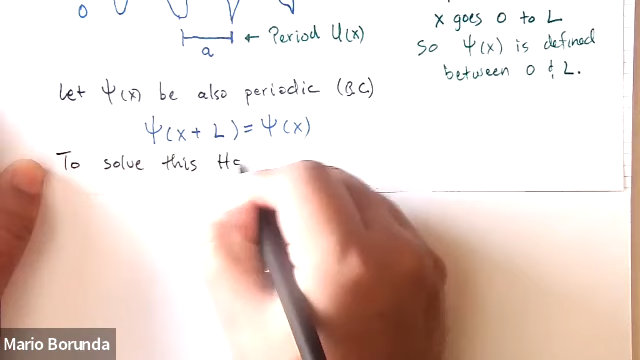 x goes 0 to L
So Ψ(x) is defined
between 0 & L.
0
a
← Period U(x)
Let Ψ(x) be also periodic (BC)
Ψ(x + L) = Ψ(x)
To solve this Ha
Mario Borunda